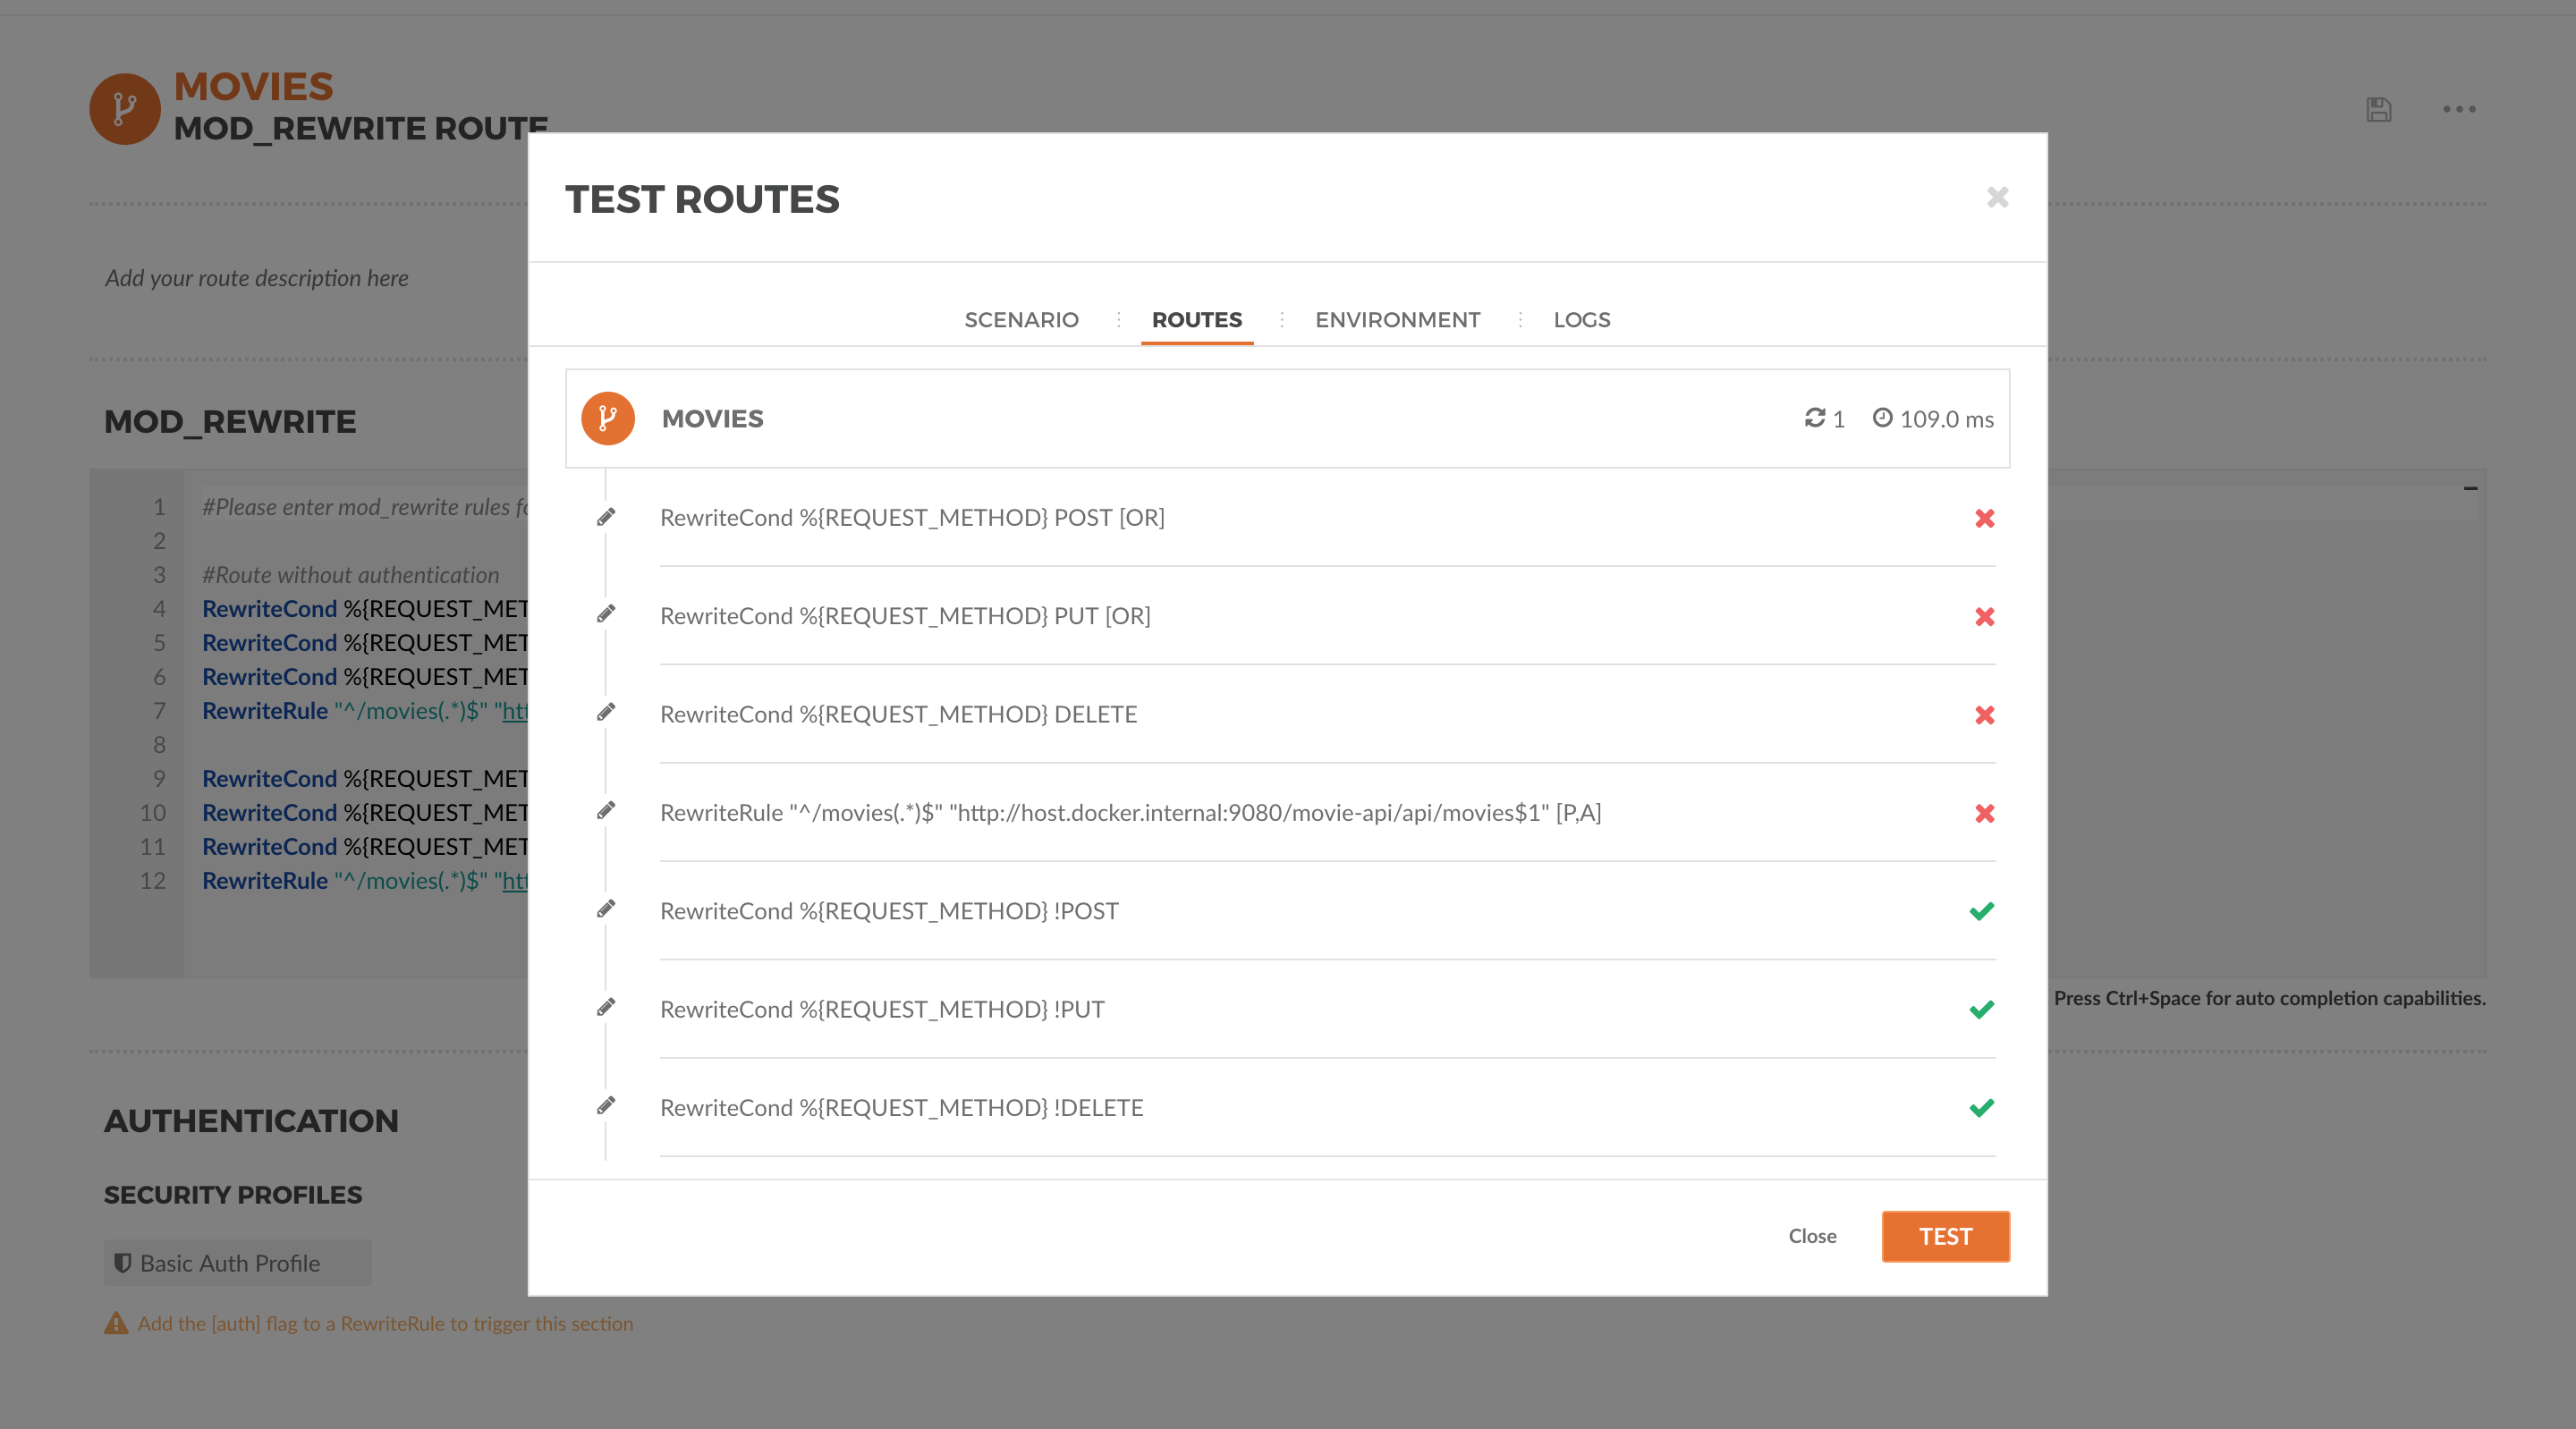 MOVIES
MOD_REWRITE ROUTE
Add your route description here
MOD_REWRITE
1 #Please enter mod_rewrite rules fo
2
3 #Route without authentication
4 RewriteCond %{REQUEST_MET
5 RewriteCond %{REQUEST_MET
6 RewriteCond %{REQUEST_MET
7 RewriteRule "^/movies(.*)$" "htt
8
9 RewriteCond %{REQUEST_MET
10 RewriteCond %{REQUEST_MET
11 RewriteCond %{REQUEST_MET
12 RewriteRule "^/movies(.*)$" "htt
Press Ctrl+Space for auto completion capabilities.
AUTHENTICATION
SECURITY PROFILES
Basic Auth Profile
Add the [auth] flag to a RewriteRule to trigger this section
TEST ROUTES
SCENARIO ROUTES ENVIRONMENT LOGS
MOVIES 1 109.0 ms
RewriteCond %{REQUEST_METHOD} POST [OR]
RewriteCond %{REQUEST_METHOD} PUT [OR]
RewriteCond %{REQUEST_METHOD} DELETE
RewriteRule "^/movies(.*)$" "http://host.docker.internal:9080/movie-api/api/movies$1" [P,A]
RewriteCond %{REQUEST_METHOD} !POST
RewriteCond %{REQUEST_METHOD} !PUT
RewriteCond %{REQUEST_METHOD} !DELETE
Close TEST